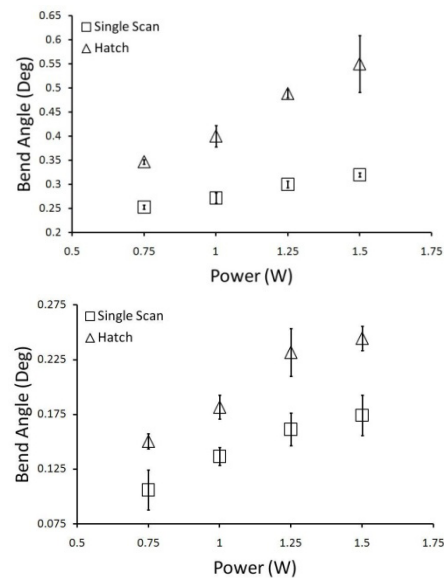 0.65
0.6
0.55
0.5
0.45
0.4
0.35
0.3
0.25
0.2
Bend Angle (Deg)
Single Scan
Hatch
0.5 0.75 1 1.25 1.5 1.75
Power (W)
0.275
0.225
0.175
0.125
0.075
Bend Angle (Deg)
Single Scan
Hatch
0.5 0.75 1 1.25 1.5 1.75
Power (W)